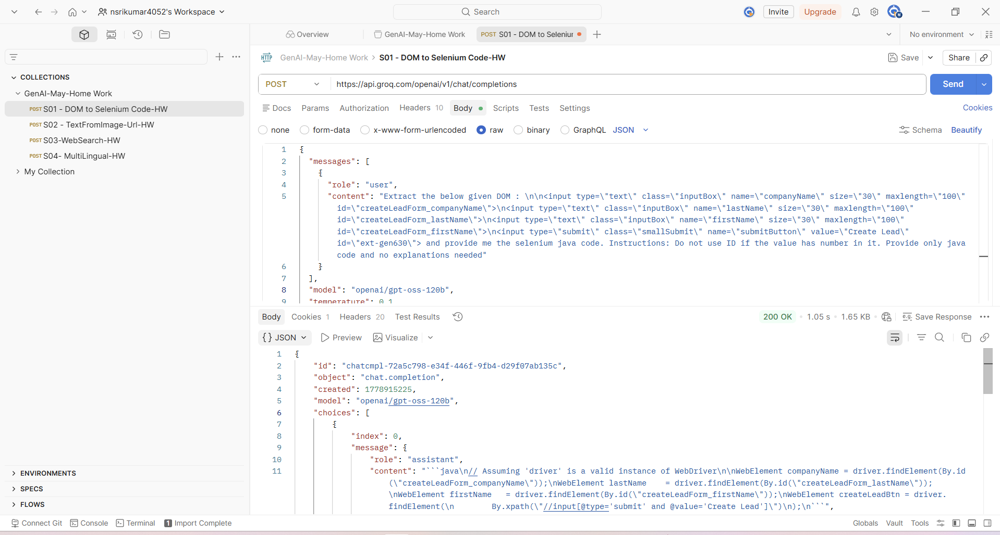 nsrikumar4052's Workspace
Search
Invite
Upgrade
N
Overview
GenAI-May-Home Work
POST S01 - DOM to Seleniur
No environment
HTTP GenAI-May-Home Work > S01 - DOM to Selenium Code-HW
Save
Share
COLLECTIONS
GenAI-May-Home Work
POST S01 - DOM to Selenium Code-HW
POST S02 - TextFromImage-Url-HW
POST S03-WebSearch-HW
POST S04- MultiLingual-HW
My Collection
ENVIRONMENTS
SPECS
FLOWS
POST
https://api.groq.com/openai/v1/chat/completions
Send
Docs Params Authorization Headers 10 Body Scripts Tests Settings
Cookies
none form-data x-www-form-urlencoded raw binary GraphQL JSON
Schema Beautify
1 {
2 "messages": [
3 {
4 "role": "user",
5 "content": "Extract the below given DOM : \n\n<input type=\"text\" class=\"inputBox\" name=\"companyName\" size=\"30\" maxlength=\"100\"
id=\"createLeadForm_companyName\">\n<input type=\"text\" class=\"inputBox\" name=\"lastName\" size=\"30\" maxlength=\"100\"
id=\"createLeadForm_lastName\">\n<input type=\"text\" class=\"inputBox\" name=\"firstName\" size=\"30\" maxlength=\"100\"
id=\"createLeadForm_firstName\">\n<input type=\"submit\" class=\"smallSubmit\" name=\"submitButton\" value=\"Create Lead\"
id=\"ext-gen630\"> and provide me the selenium java code. Instructions: Do not use ID if the value has number in it. Provide only java
code and no explanations needed"
6 }
7 ],
8 "model": "openai/gpt-oss-120b",
9 "temperature": 0.1
Body Cookies 1 Headers 20 Test Results
200 OK • 1.05 s • 1.65 KB
e.g. Save Response
{} JSON Preview Visualize
1 {
2 "id": "chatcmpl-72a5c798-e34f-446f-9fb4-d29f07ab135c",
3 "object": "chat.completion",
4 "created": 1778915225,
5 "model": "openai/gpt-oss-120b",
6 "choices": [
7 {
8 "index": 0,
9 "message": {
10 "role": "assistant",
11 "content": "```java\n// Assuming 'driver' is a valid instance of WebDriver\n\nWebElement companyName = driver.findElement(By.id
(\"createLeadForm_companyName\"));\nWebElement lastName    = driver.findElement(By.id(\"createLeadForm_lastName\"));
\nWebElement firstName   = driver.findElement(By.id(\"createLeadForm_firstName\"));\nWebElement createLeadBtn = driver.
findElement(\n        By.xpath(\"//input[@type='submit' and @value='Create Lead']\")\n);\n```",
Connect Git Console Terminal 1 Import Complete
Globals Vault Tools